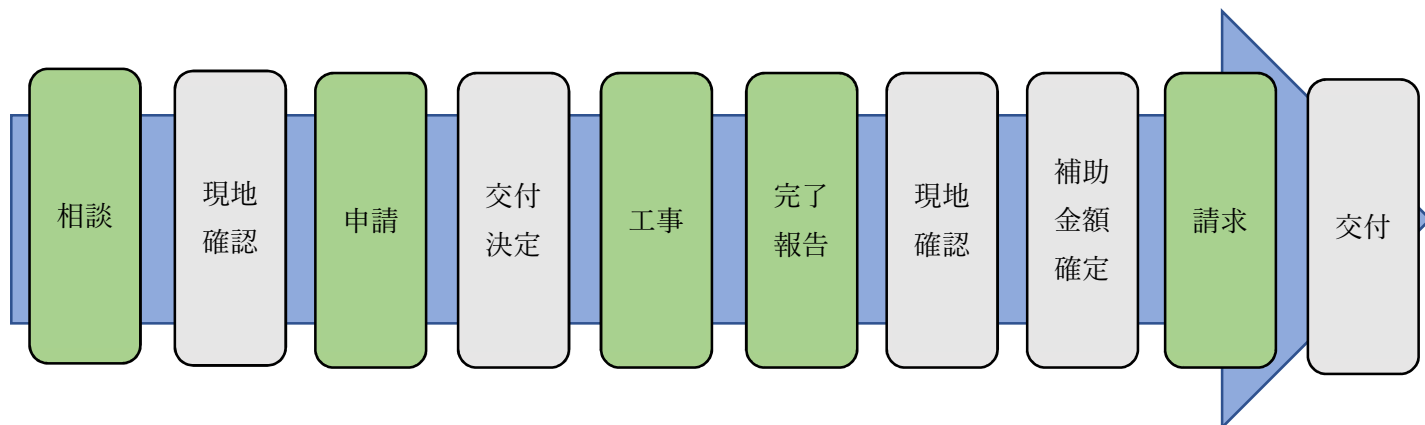 相談
現地
確認
申請
交付
決定
工事
完了
報告
現地
確認
補助
金額
確定
請求
交付